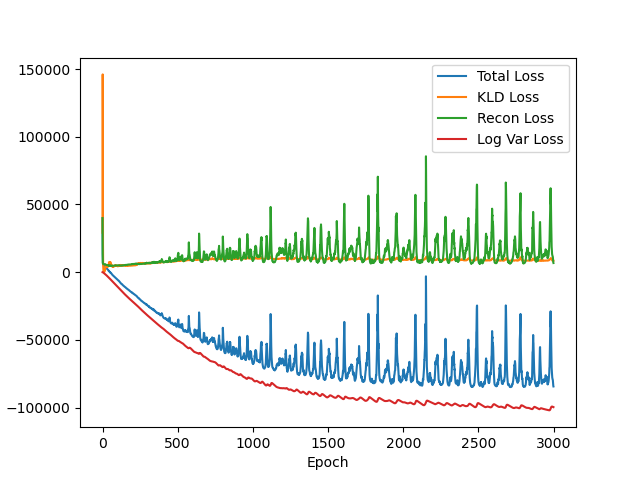 150000
100000
50000
0
−50000
−100000
0
500
1000
1500
2000
2500
3000
Epoch
Total Loss
KLD Loss
Recon Loss
Log Var Loss